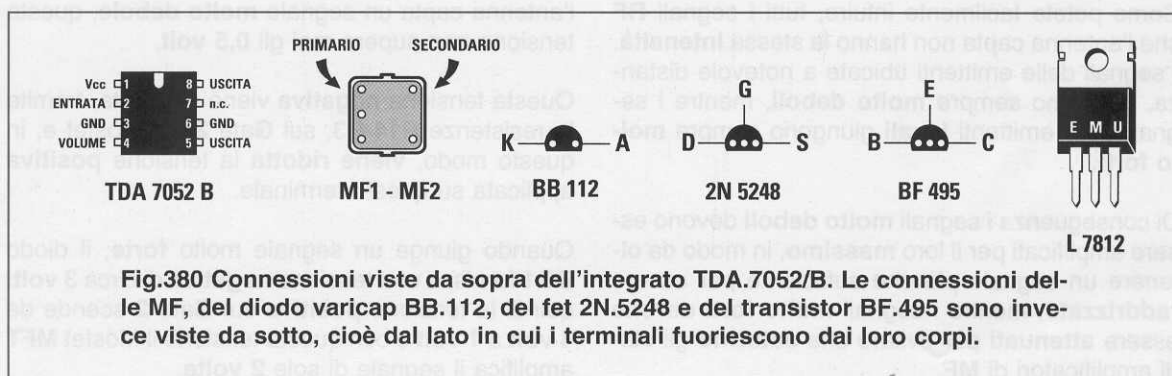 PRIMARIO SECONDARIO
Vcc 1 8 USCITA
ENTRATA 2 7 n.c.
GND 3 6 GND
VOLUME 4 5 USCITA
TDA 7052 B
MF1 - MF2
K A
BB 112
G
D S
2N 5248
E
B C
BF 495
E M U
L 7812
Fig.380 Connessioni viste da sopra dell'integrato TDA.7052/B. Le connessioni del-
le MF, del diodo varicap BB.112, del fet 2N.5248 e del transistor BF.495 sono inve-
ce viste da sotto, cioè dal lato in cui i terminali fuoriescono dai loro corpi.